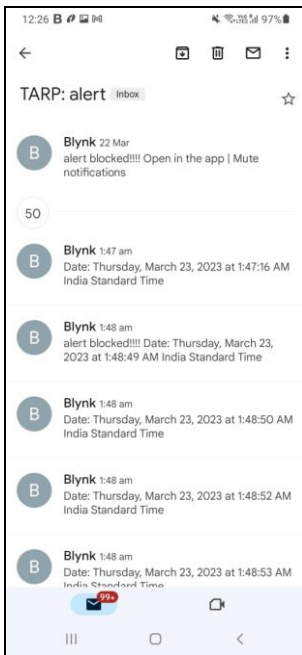 12:26 B
97%
TARP: alert Inbox
B
Blynk 22 Mar
alert blocked!!!! Open in the app | Mute
notifications
50
B
Blynk 1:47 am
Date: Thursday, March 23, 2023 at 1:47:16 AM
India Standard Time
B
Blynk 1:48 am
alert blocked!!!! Date: Thursday, March 23,
2023 at 1:48:49 AM India Standard Time
B
Blynk 1:48 am
Date: Thursday, March 23, 2023 at 1:48:50 AM
India Standard Time
B
Blynk 1:48 am
Date: Thursday, March 23, 2023 at 1:48:52 AM
India Standard Time
B
Blynk 1:48 am
Date: Thursday, March 23, 2023 at 1:48:53 AM
India Standard Time
99+